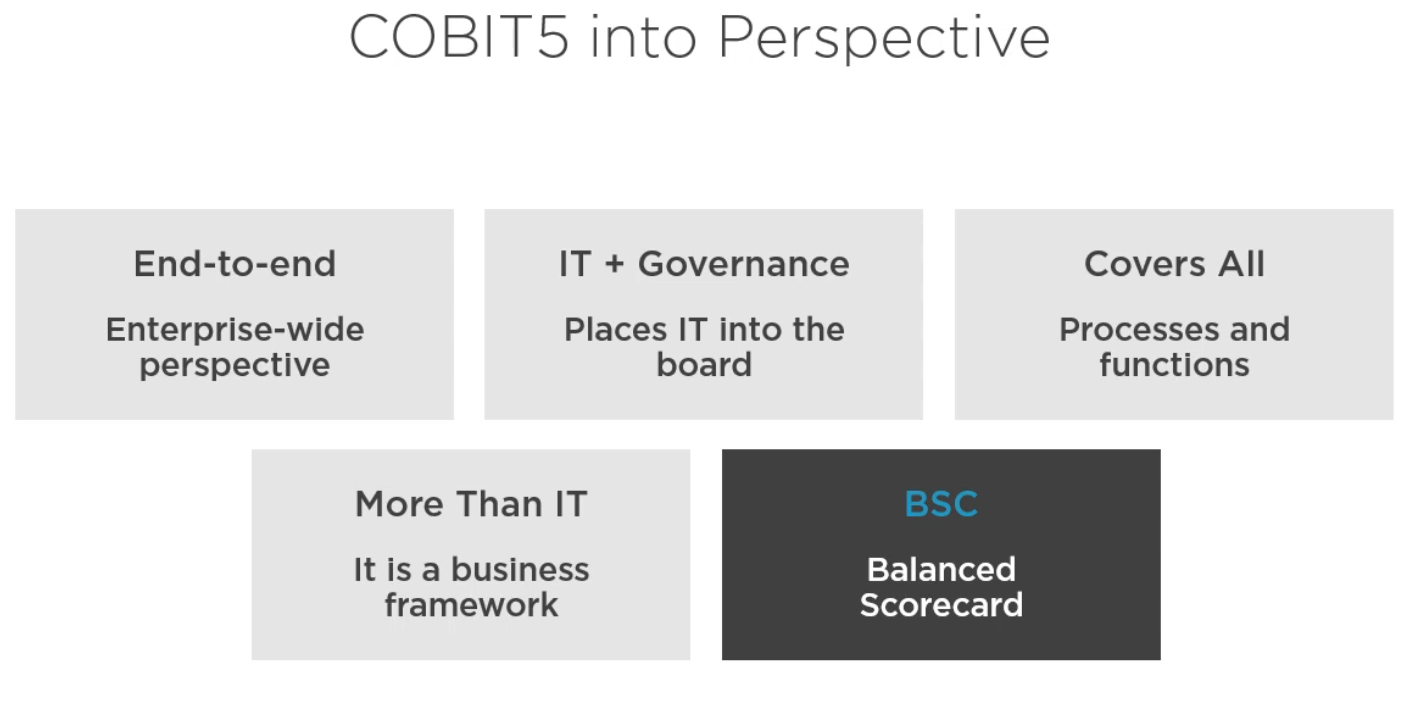 COBIT5 into Perspective
End-to-end
Enterprise-wide
perspective
IT + Governance
Places IT into the
board
Covers All
Processes and
functions
More Than IT
It is a business
framework
BSC
Balanced
Scorecard